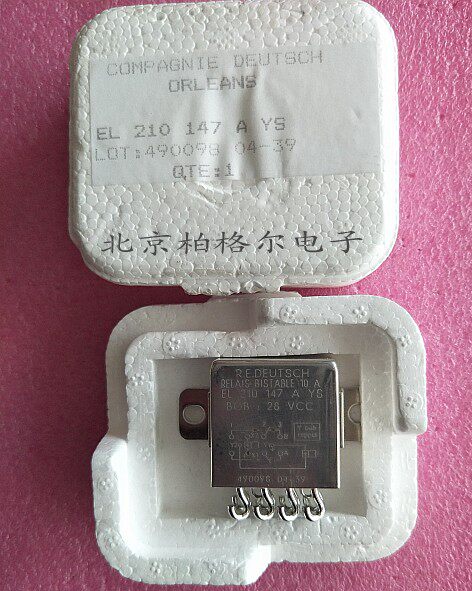 COMPAGNIE DEUTSCH
ORLEANS
EL 210 147 A YS
LOT:490098 04-39
QTE:1
北京柏格尔电子
R.E.DEUTSCH
RELAIS BISTABLE 10 A
EL 210 147 A YS
BOB : 28 VCC
490098 04-39